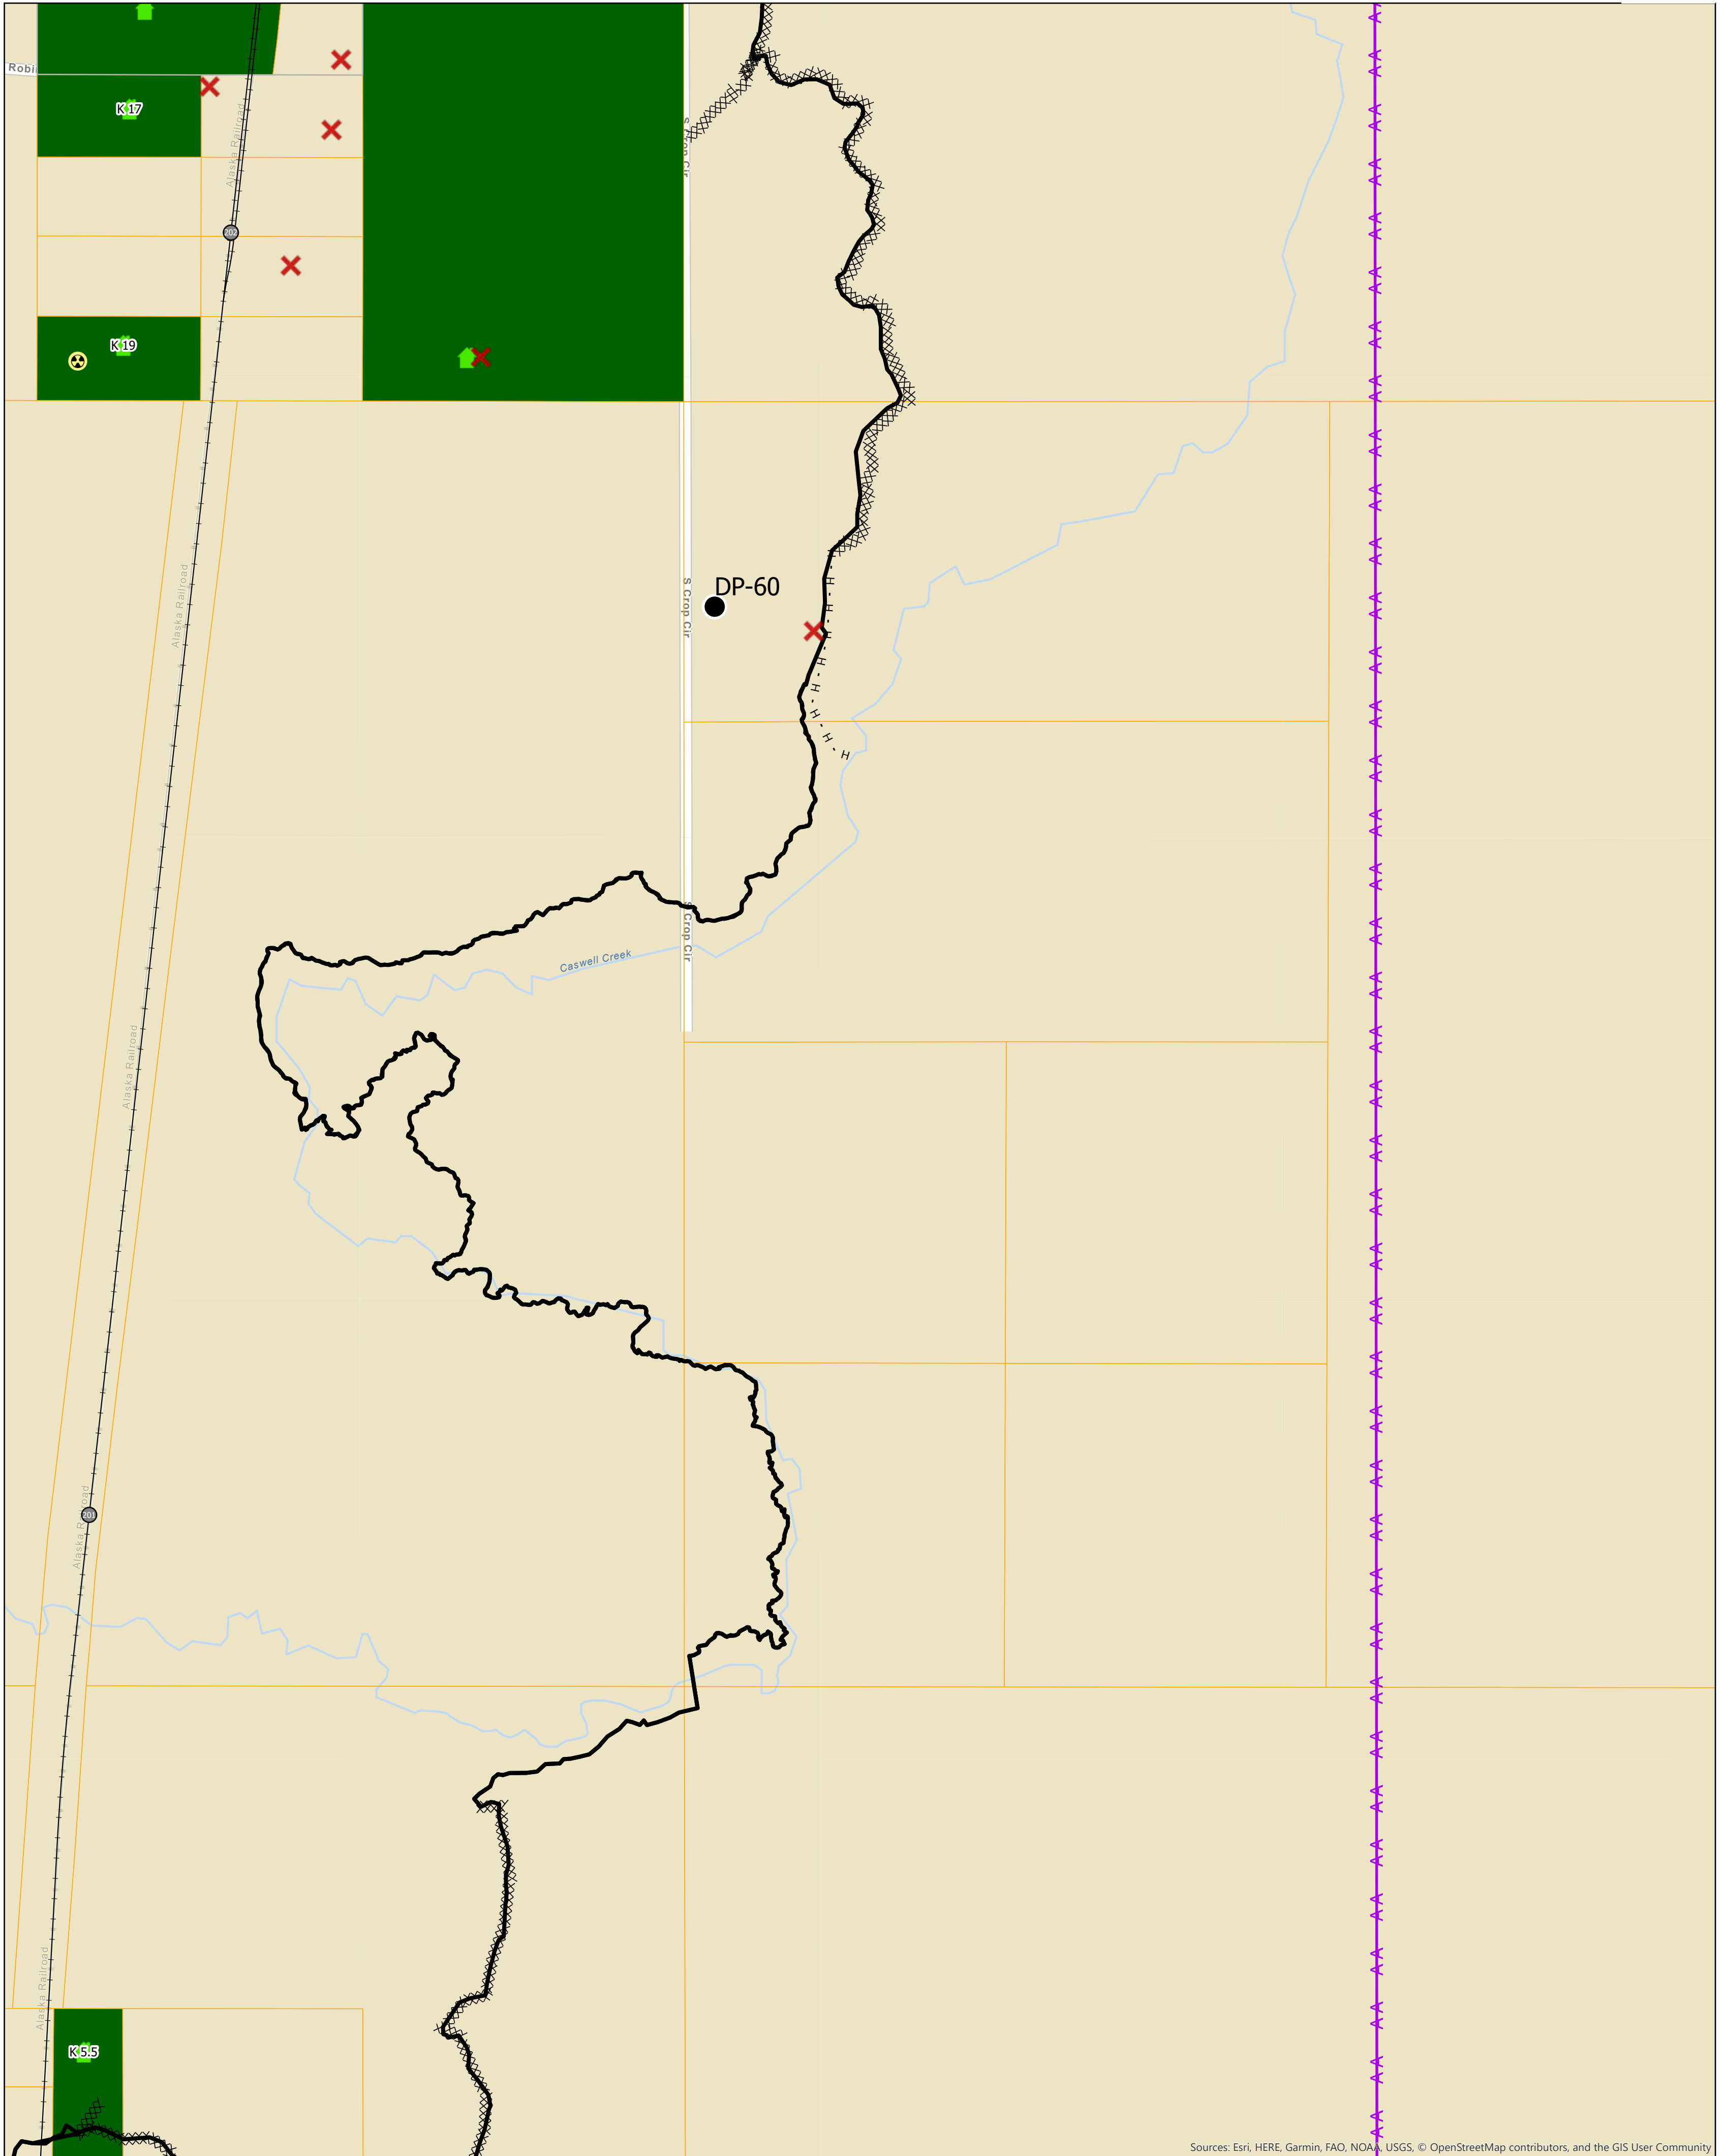 Robi
K 17
Alaska Railroad
S Crop Cir
202
K 19
DP-60
Alaska Railroad
S Crop Cir
H - H - H - H - H - H - H - H
S Crop Cir
Caswell Creek
Alaska Railroad
201
Alaska Railroad
Alaska Railroad
K 5.5
Sources: Esri, HERE, Garmin, FAO, NOAA, USGS, © OpenStreetMap contributors, and the GIS User Community